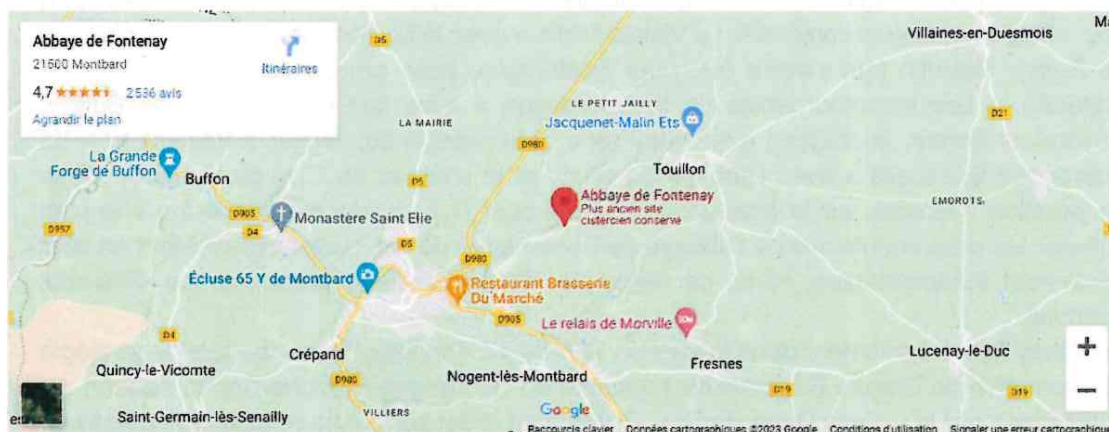 Abbaye de Fontenay
21500 Montbard
4,7
2 536 avis
Agrandir le plan
Itinéraires
D5
Villaines-en-Duesmois
Ma
LE PETIT JAILLY
LA MAIRIE
Jacquenet-Malin Ets
D980
D21
La Grande
Forge de Buffon
Buffon
Touillon
D5
Abbaye de Fontenay
Plus ancien site
cistercien conservé
EMOROTS
D905
D4
Monastère Saint Elie
D957
D5
D980
Écluse 65 Y de Montbard
Restaurant Brasserie
Du Marché
D905
Le relais de Morville
D4
Crépand
Quincy-le-Vicomte
D980
Nogent-lès-Montbard
Fresnes
Lucenay-le-Duc
+
−
D19
D19
es
Saint-Germain-lès-Senailly
VILLIERS
Google
Raccourcis clavier Données cartographiques ©2023 Google Conditions d'utilisation Signaler une erreur cartographique